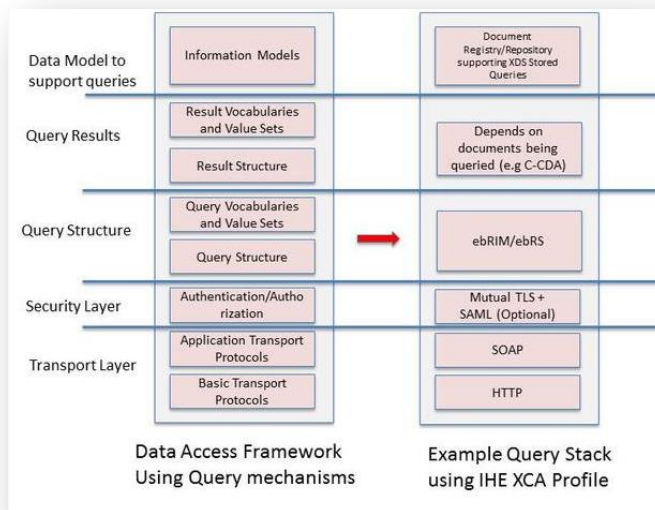 Data Model to
support queries
Information Models
Document
Registry/Repository
supporting XDS Stored
Queries
Query Results
Result Vocabularies
and Value Sets
Result Structure
Depends on
documents being
queried (e.g C-CDA)
Query Structure
Query Vocabularies
and Value Sets
Query Structure
ebRIM/ebRS
Security Layer
Authentication/Autho
rization
Mutual TLS +
SAML (Optional)
Transport Layer
Application Transport
Protocols
Basic Transport
Protocols
SOAP
HTTP
Data Access Framework
Using Query mechanisms
Example Query Stack
using IHE XCA Profile